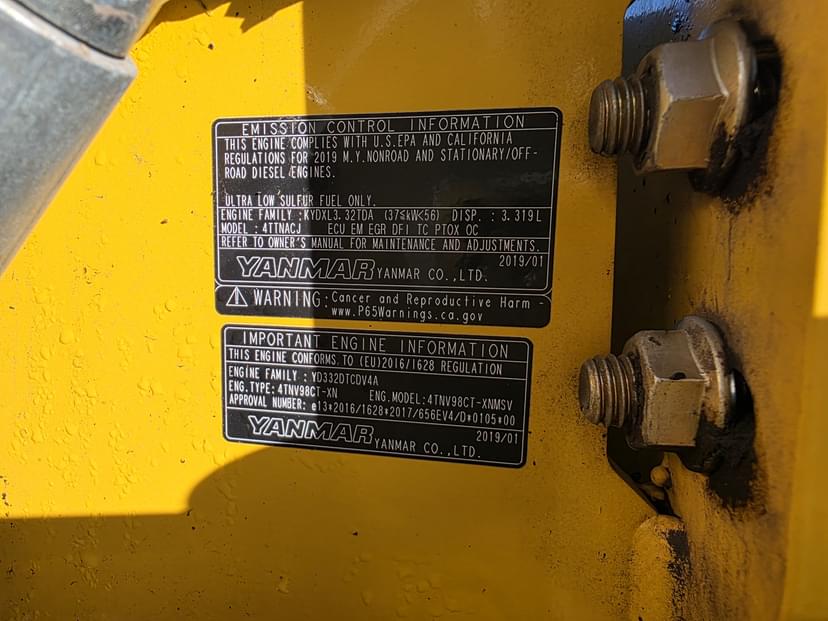 EMISSION CONTROL INFORMATION
THIS ENGINE COMPLIES WITH U.S.EPA AND CALIFORNIA
REGULATIONS FOR 2019 M.Y.NONROAD AND STATIONARY/OFF-
ROAD DIESEL ENGINES.
ULTRA LOW SULFUR FUEL ONLY.
ENGINE FAMILY : KYDXL3.32TDA (37≦kW<56) DISP. : 3.319L
MODEL : 4TTNACJ ECU EM EGR DFI TC PTOX OC
REFER TO OWNER'S MANUAL FOR MAINTENANCE AND ADJUSTMENTS.
2019/01
YANMAR YANMAR CO.,LTD.
⚠ WARNING: Cancer and Reproductive Harm -
www.P65Warnings.ca.gov
IMPORTANT ENGINE INFORMATION
THIS ENGINE CONFORMS TO (EU)2016/1628 REGULATION
ENGINE FAMILY : YD332DTCDV4A
ENG.TYPE: 4TNV98CT-XN ENG.MODEL: 4TNV98CT-XNMSV
APPROVAL NUMBER: e13*2016/1628*2017/656EV4/D*0105*00
2019/01
YANMAR YANMAR CO.,LTD.